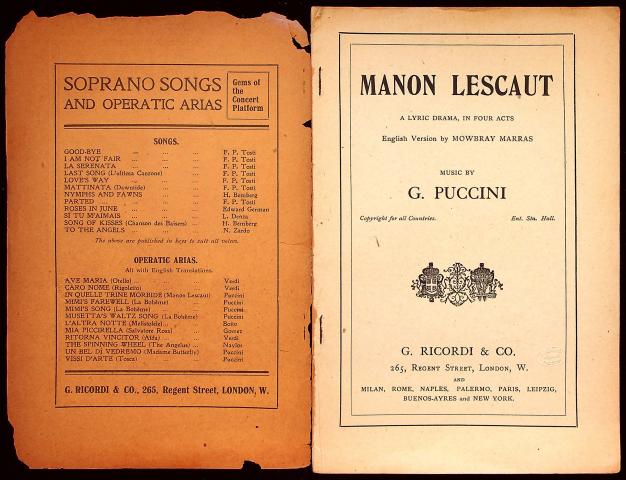 SOPRANO SONGS
AND OPERATIC ARIAS
Gems of
the
Concert
Platform
SONGS.
GOOD-BYE ... ... ... F. P. Tosti
I AM NOT FAIR ... ... ... F. P. Tosti
LA SERENATA ... ... ... F. P. Tosti
LAST SONG (L'ultima Canzone) ... F. P. Tosti
LOVE'S WAY ... ... ... F. P. Tosti
MATTINATA ... ... F. P. Tosti
NYMPHS AND FAWNS ... ... H. Bemberg
PARTED ... ... ... F. P. Tosti
ROSES IN JUNE ... ... ... Edward German
SI TU M'AIMAIS ... ... ... L. Denza
SONG OF KISSES (Chanson des Baisers) ... H. Bemberg
TO THE ANGELS ... ... ... N. Zardo
The above are published in keys to suit all voices.
OPERATIC ARIAS.
All with English Translations.
AVE MARIA (Otello) ... ... ... Verdi
CARO NOME (Rigoletto) ... ... Verdi
IN QUELLE TRINE MORBIDE (Manon Lescaut) Puccini
MIMI'S FAREWELL (La Bohème) ... Puccini
MIMI'S SONG (La Bohème) ... ... Puccini
MUSETTA'S WALTZ SONG (La Bohème) ... Puccini
L'ALTRA NOTTE (Mefistofele) ... ... Boito
MIA PICCIRELLA (Salvatore Rosa) ... Gomez
RITORNA VINCITOR (Aïda) ... ... Verdi
THE SPINNING WHEEL (The Angelus) ... Naylor
UN BEL DÌ VEDREMO (Madame Butterfly) ... Puccini
VISSI D'ARTE (Tosca) ... ... Puccini
G. RICORDI & CO., 265, Regent Street, LONDON, W.
MANON LESCAUT
A LYRIC DRAMA, IN FOUR ACTS
English Version by MOWBRAY MARRAS
MUSIC BY
G. PUCCINI
Copyright for all Countries. Ent. Sta. Hall.
G. RICORDI & CO.
265, REGENT STREET, LONDON, W.
AND
MILAN, ROME, NAPLES, PALERMO, PARIS, LEIPZIG,
BUENOS-AYRES and NEW YORK.